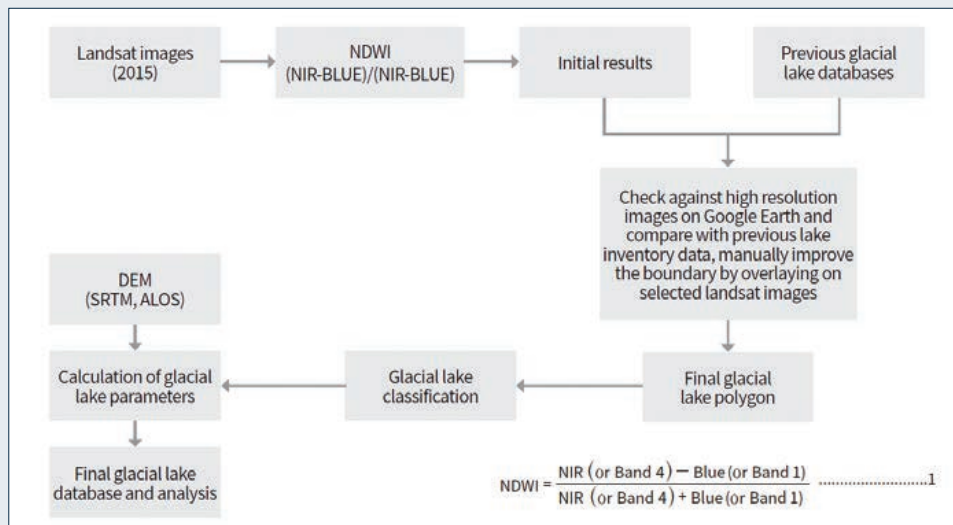 Landsat images
(2015)
NDWI
(NIR-BLUE)/(NIR-BLUE)
Initial results
Previous glacial
lake databases
Check against high resolution
images on Google Earth and
compare with previous lake
inventory data, manually improve
the boundary by overlaying on
selected landsat images
DEM
(SRTM, ALOS)
Calculation of glacial
lake parameters
Glacial lake
classification
Final glacial
lake polygon
Final glacial lake
database and analysis
NDWI = NIR (or Band 4) − Blue (or Band 1) / NIR (or Band 4) + Blue (or Band 1) ..........................1